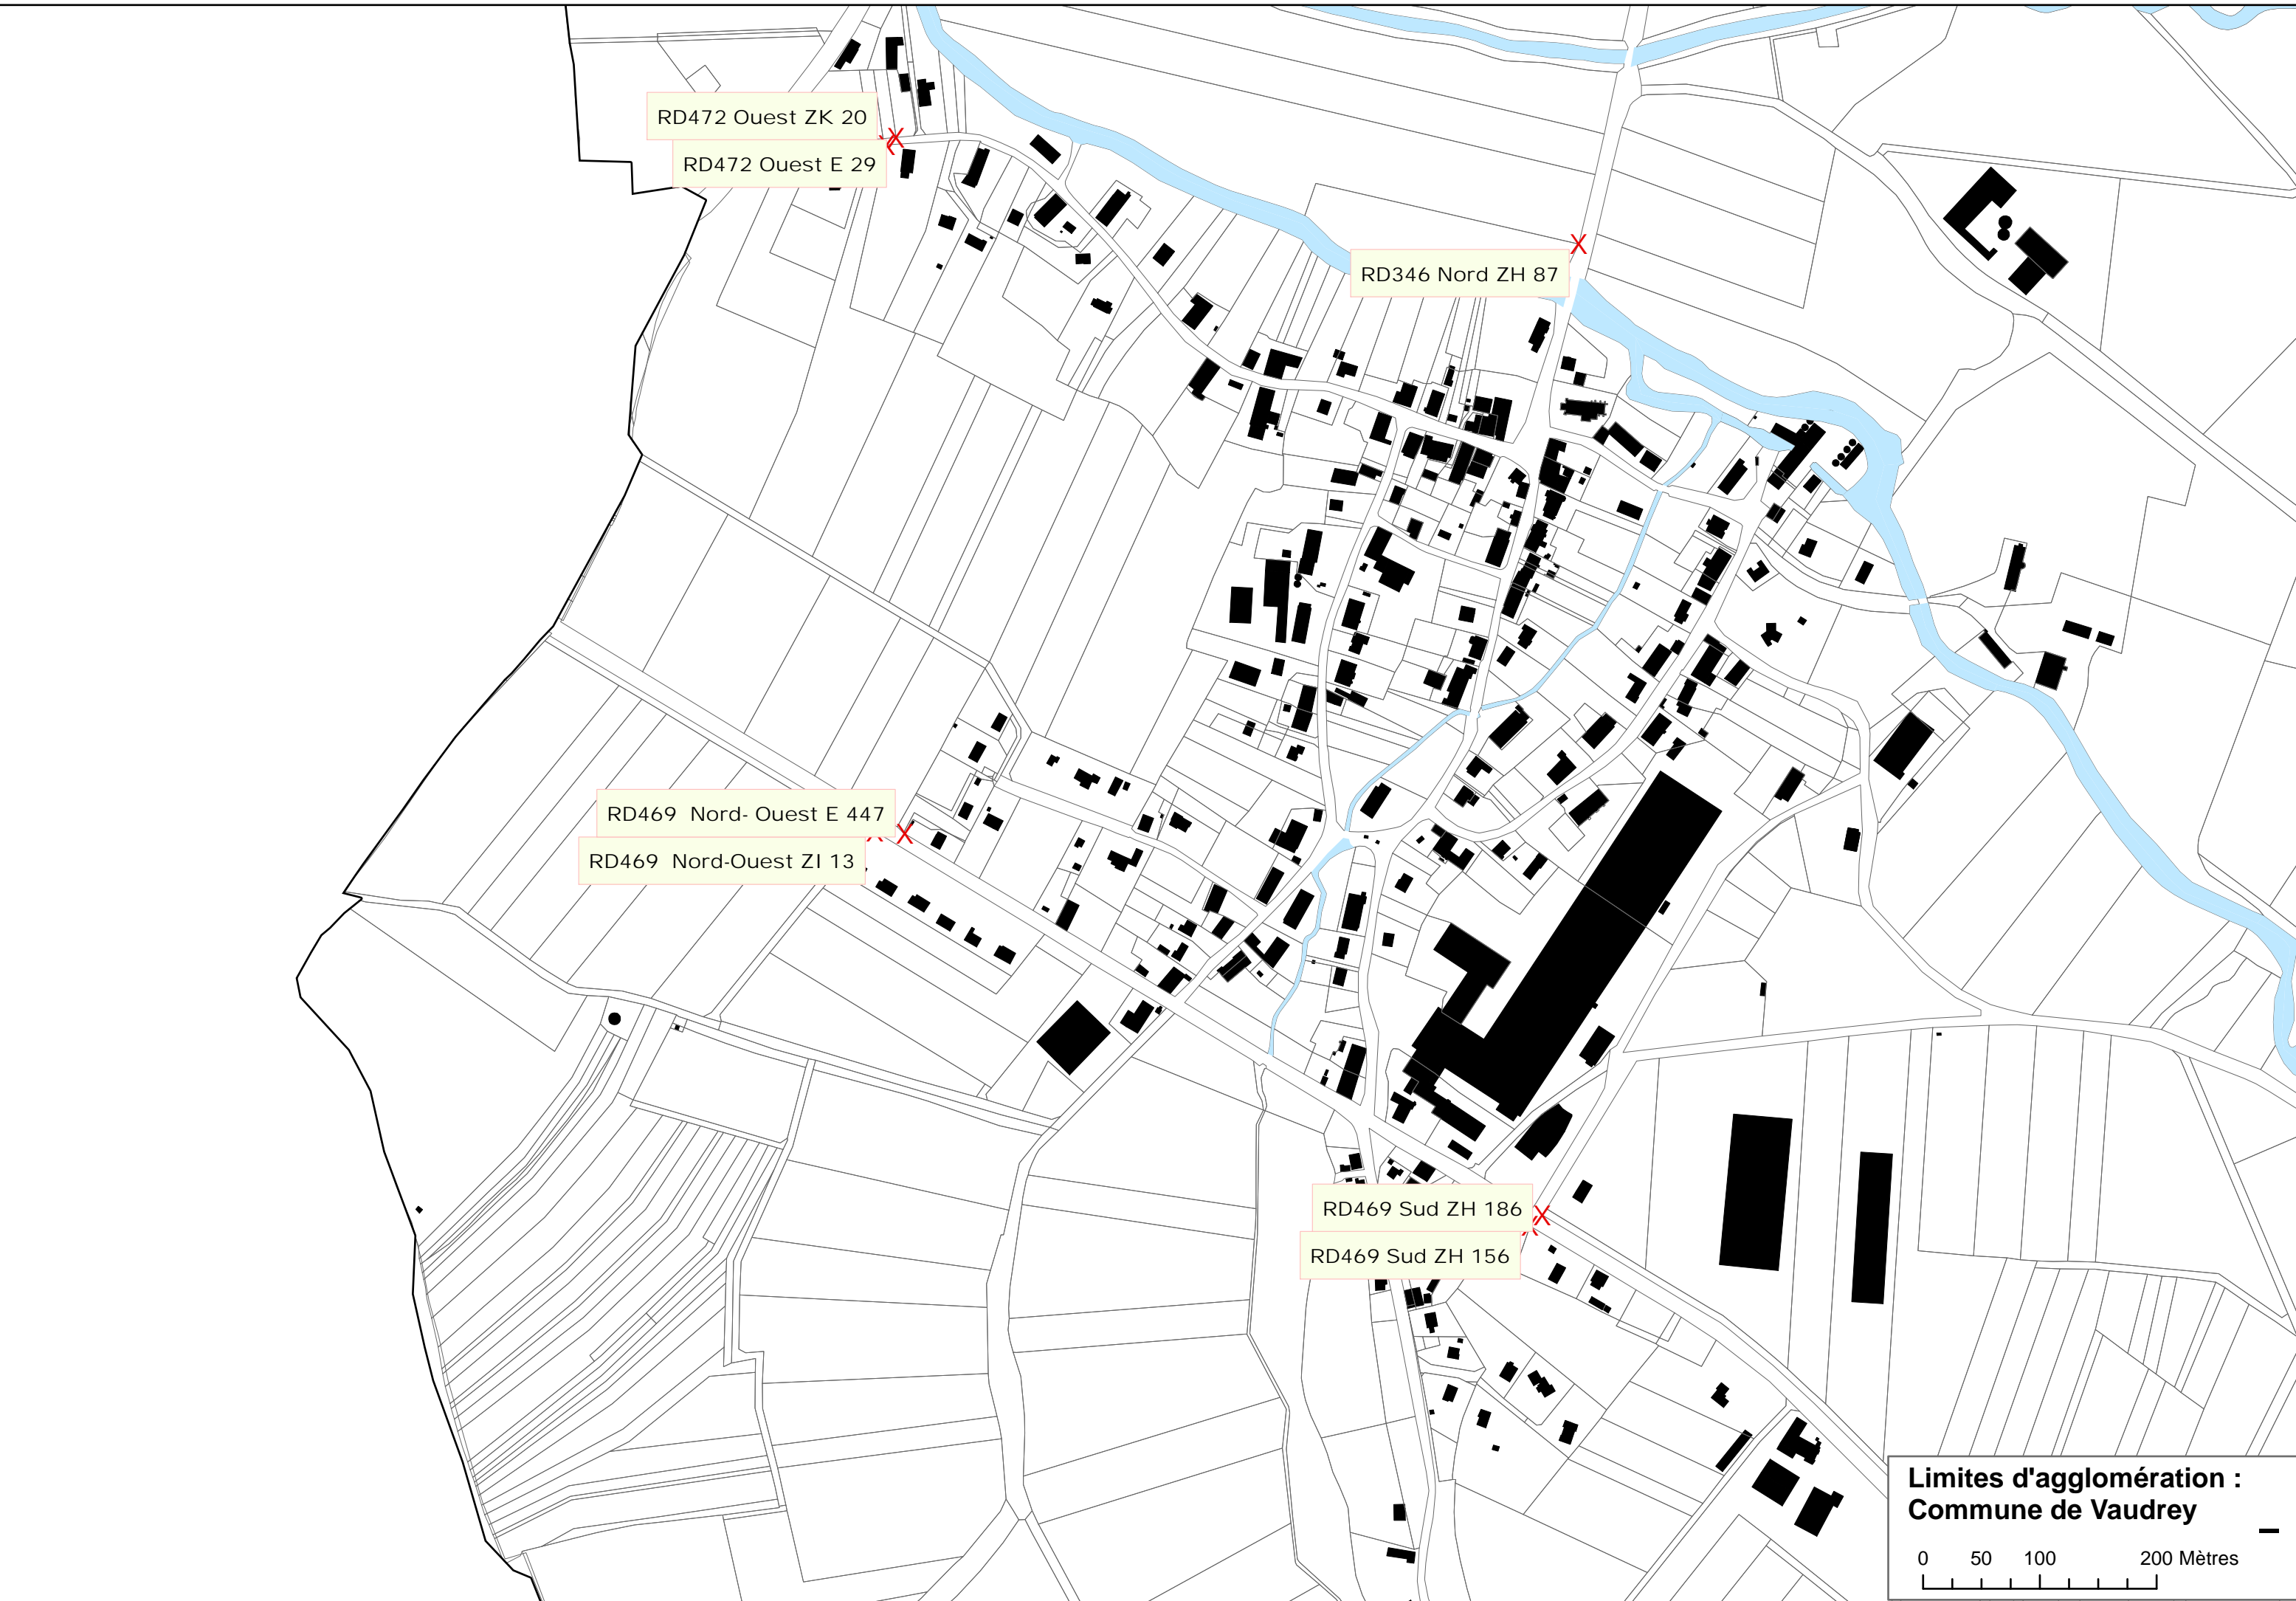 RD472 Ouest ZK 20
RD472 Ouest E 29
RD346 Nord ZH 87
RD469 Nord- Ouest E 447
RD469 Nord-Ouest ZI 13
RD469 Sud ZH 186
RD469 Sud ZH 156
Limites d'agglomération :
Commune de Vaudrey
0 50 100 200 Mètres